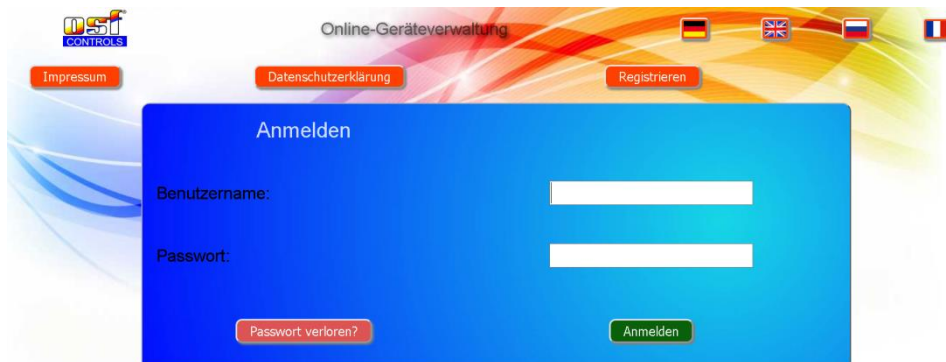 osf
CONTROLS
Online-Geräteverwaltung
Impressum
Datenschutzerklärung
Registrieren
Anmelden
Benutzername:
Passwort:
Passwort verloren?
Anmelden